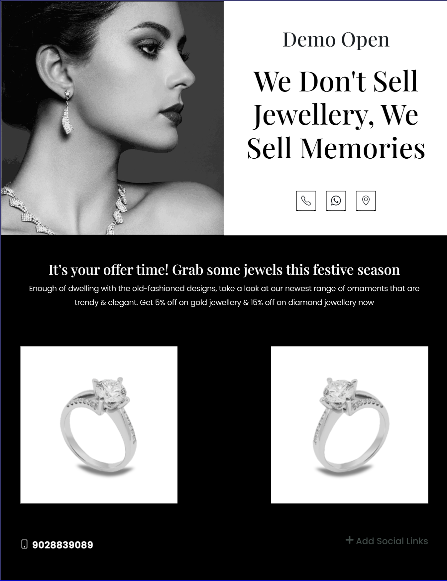 Demo Open
We Don't Sell
Jewellery, We
Sell Memories
It's your offer time! Grab some jewels this festive season
Enough of dwelling with the old-fashioned designs, take a look at our newest range of ornaments that are
trendy & elegant. Get 5% off on gold jewellery & 15% off on diamond jewellery now
9028839089
+ Add Social Links